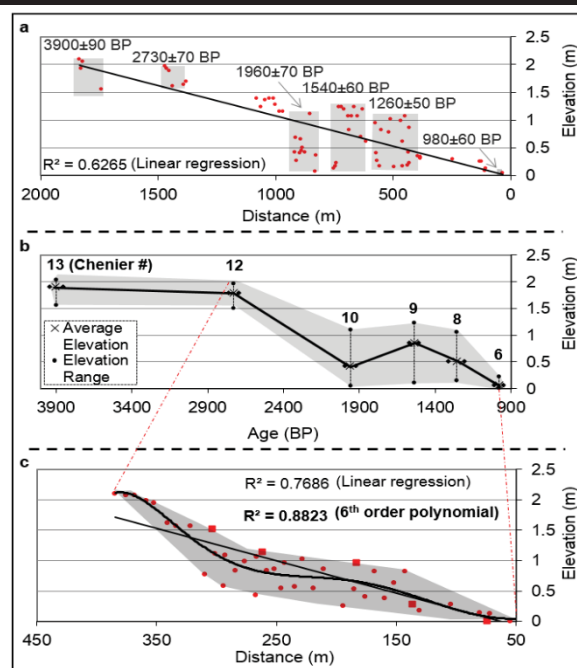 a
3900±90 BP
2730±70 BP
1960±70 BP
1540±60 BP
1260±50 BP
980±60 BP
R² = 0.6265 (Linear regression)
2.5
2
1.5
1
0.5
0
Elevation (m)
2000 1500 1000 500 0
Distance (m)
b
13 (Chenier #)
12
10
9
8
6
Average
Elevation
Elevation
Range
2.5
2
1.5
1
0.5
0
Elevation (m)
3900 2900 2400 1900 1400 900
Age (BP)
c
R² = 0.7686 (Linear regression)
R² = 0.8823 (6th order polynomial)
2.5
2
1.5
1
0.5
0
Elevation (m)
450 350 250 150 50
Distance (m)